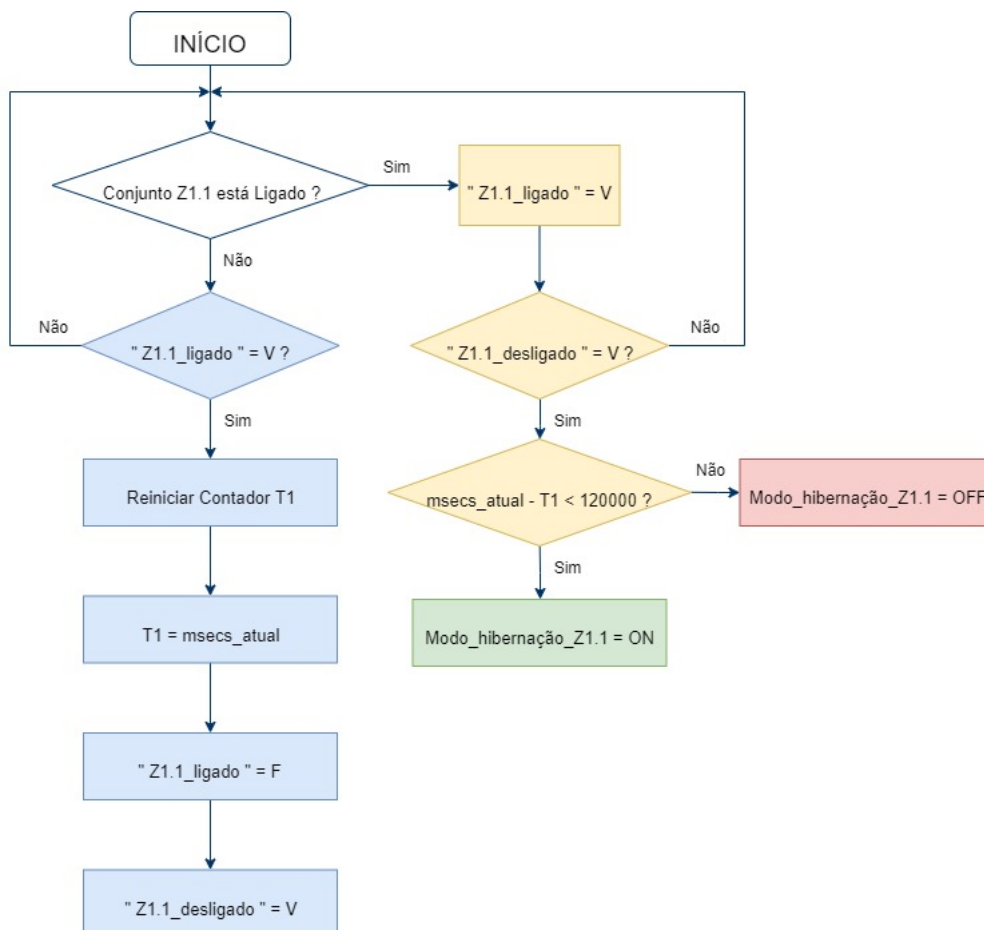 INÍCIO
Conjunto Z1.1 está Ligado ?
Sim
" Z1.1_ligado " = V
Não
Não
" Z1.1_ligado " = V ?
" Z1.1_desligado " = V ?
Não
Sim
Sim
Reiniciar Contador T1
msecs_atual - T1 < 120000 ?
Não
Modo_hibernação_Z1.1 = OFF
Sim
T1 = msecs_atual
Modo_hibernação_Z1.1 = ON
" Z1.1_ligado " = F
" Z1.1_desligado " = V